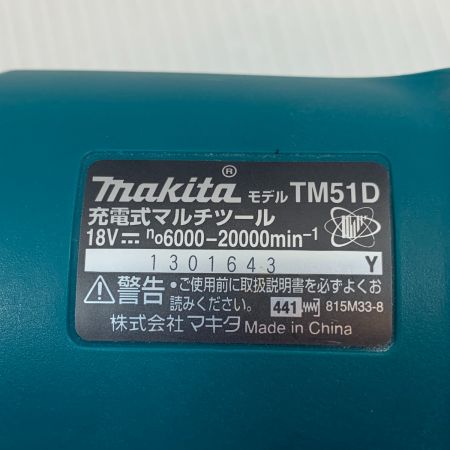 makita® モデル TM51D
充電式マルチツール
18V⎓ n₀6000-20000min⁻¹
1301643 Y
⚠警告 ・ご使用前に取扱説明書を必ずよくお
読みください。 441 815M33-8
株式会社マキタ Made in China